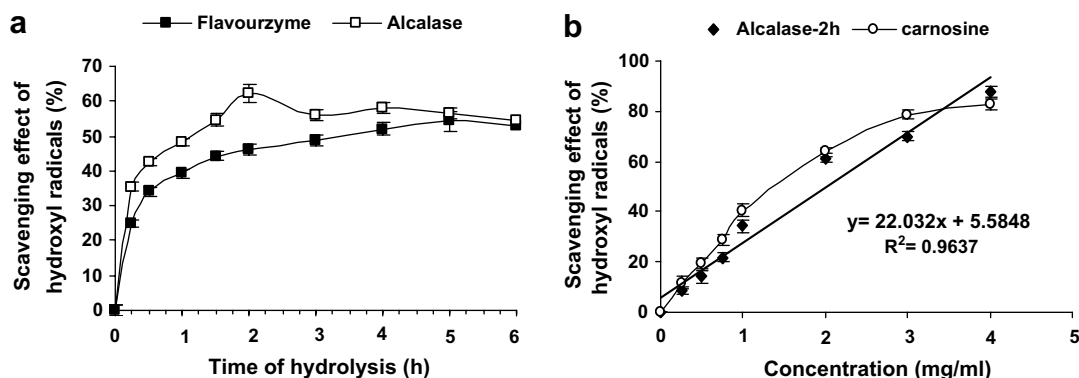 a
Flavourzyme
Alcalase
Scavenging effect of
hydroxyl radicals (%)
70
60
50
40
30
20
10
0
0 1 2 3 4 5 6
Time of hydrolysis (h)
b
Alcalase-2h
carnosine
Scavenging effect of
hydroxyl radicals (%)
100
80
60
40
20
0
y= 22.032x + 5.5848
R²= 0.9637
0 1 2 3 4 5
Concentration (mg/ml)